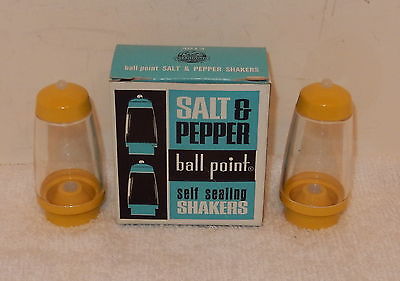 ball point SALT & PEPPER SHAKERS
SALT &
PEPPER
ball point®
self sealing
SHAKERS